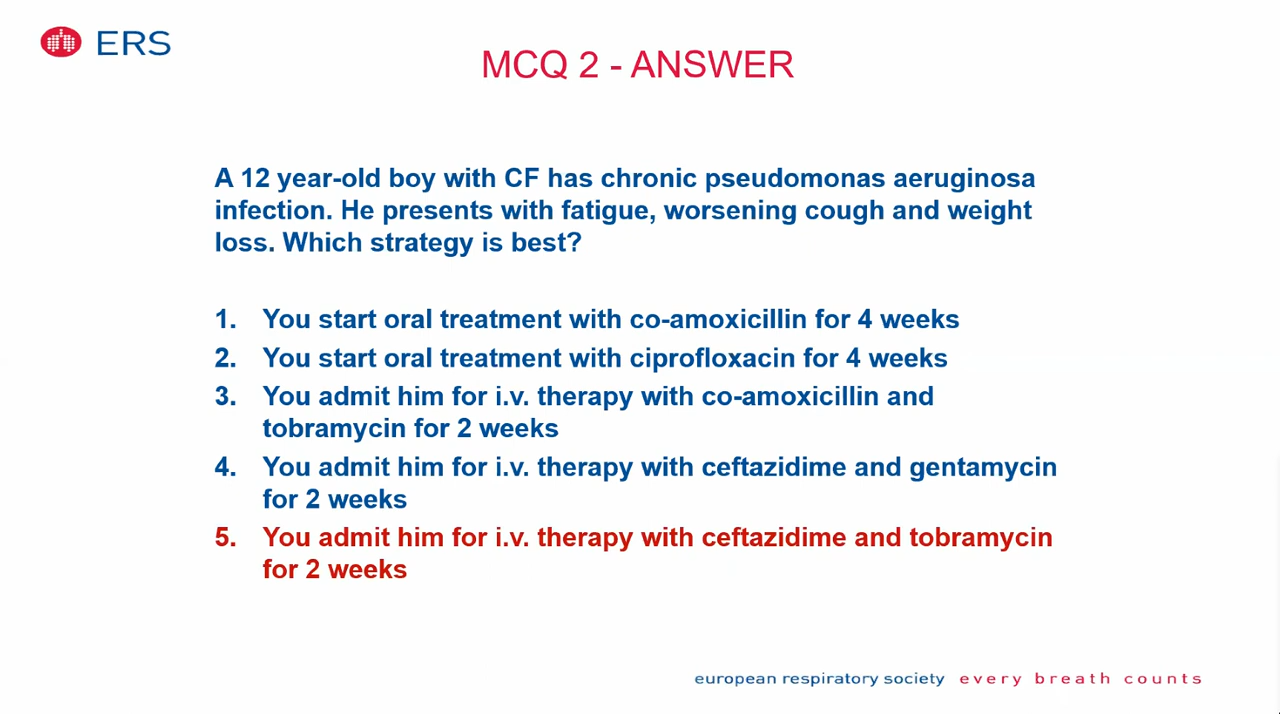 ERS
MCQ 2 - ANSWER
A 12 year-old boy with CF has chronic pseudomonas aeruginosa
infection. He presents with fatigue, worsening cough and weight
loss. Which strategy is best?
1. You start oral treatment with co-amoxicillin for 4 weeks
2. You start oral treatment with ciprofloxacin for 4 weeks
3. You admit him for i.v. therapy with co-amoxicillin and
tobramycin for 2 weeks
4. You admit him for i.v. therapy with ceftazidime and gentamycin
for 2 weeks
5. You admit him for i.v. therapy with ceftazidime and tobramycin
for 2 weeks
european respiratory society every breath counts